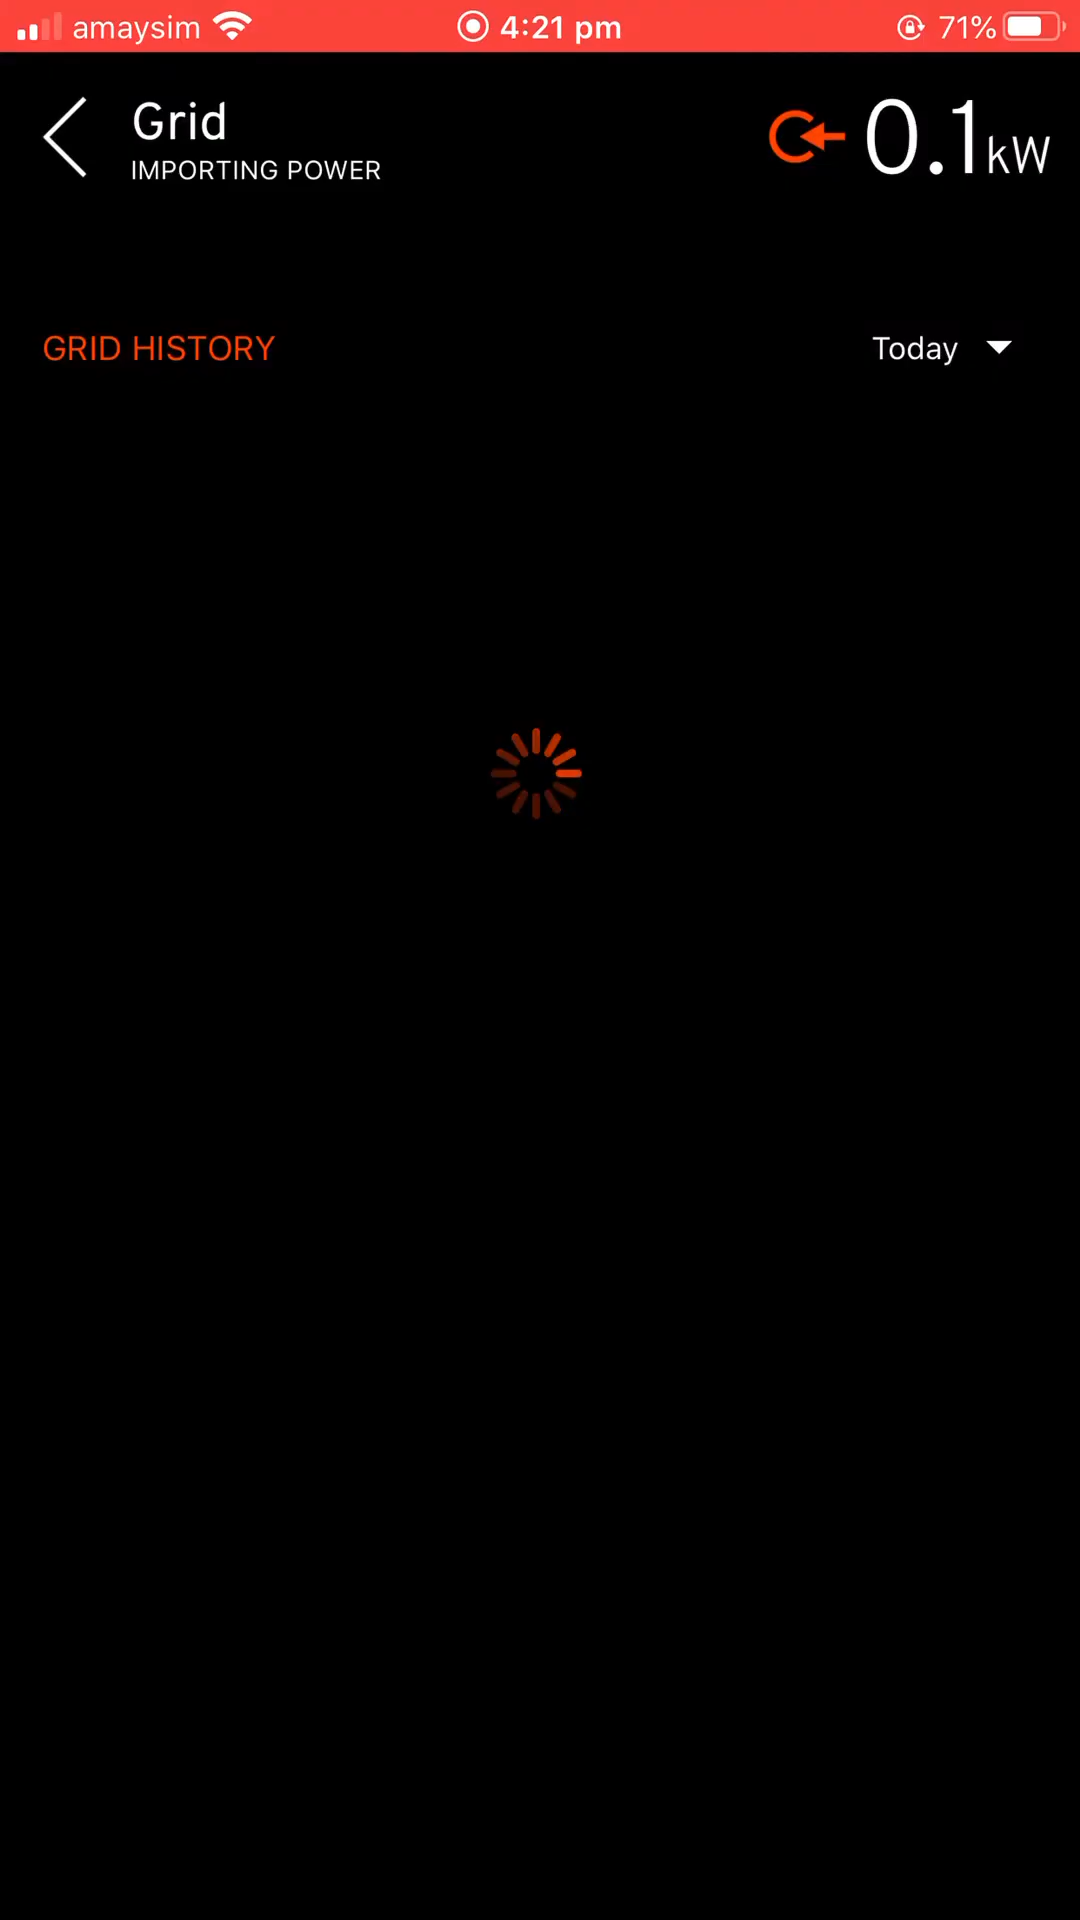 amaysim 4:21 pm 71%
Grid
IMPORTING POWER
0.1kW
GRID HISTORY
Today